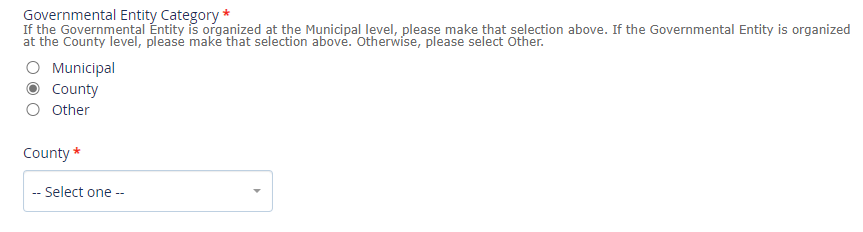 Governmental Entity Category *
If the Governmental Entity is organized at the Municipal level, please make that selection above. If the Governmental Entity is organized
at the County level, please make that selection above. Otherwise, please select Other.
Municipal
County
Other
County *
-- Select one --